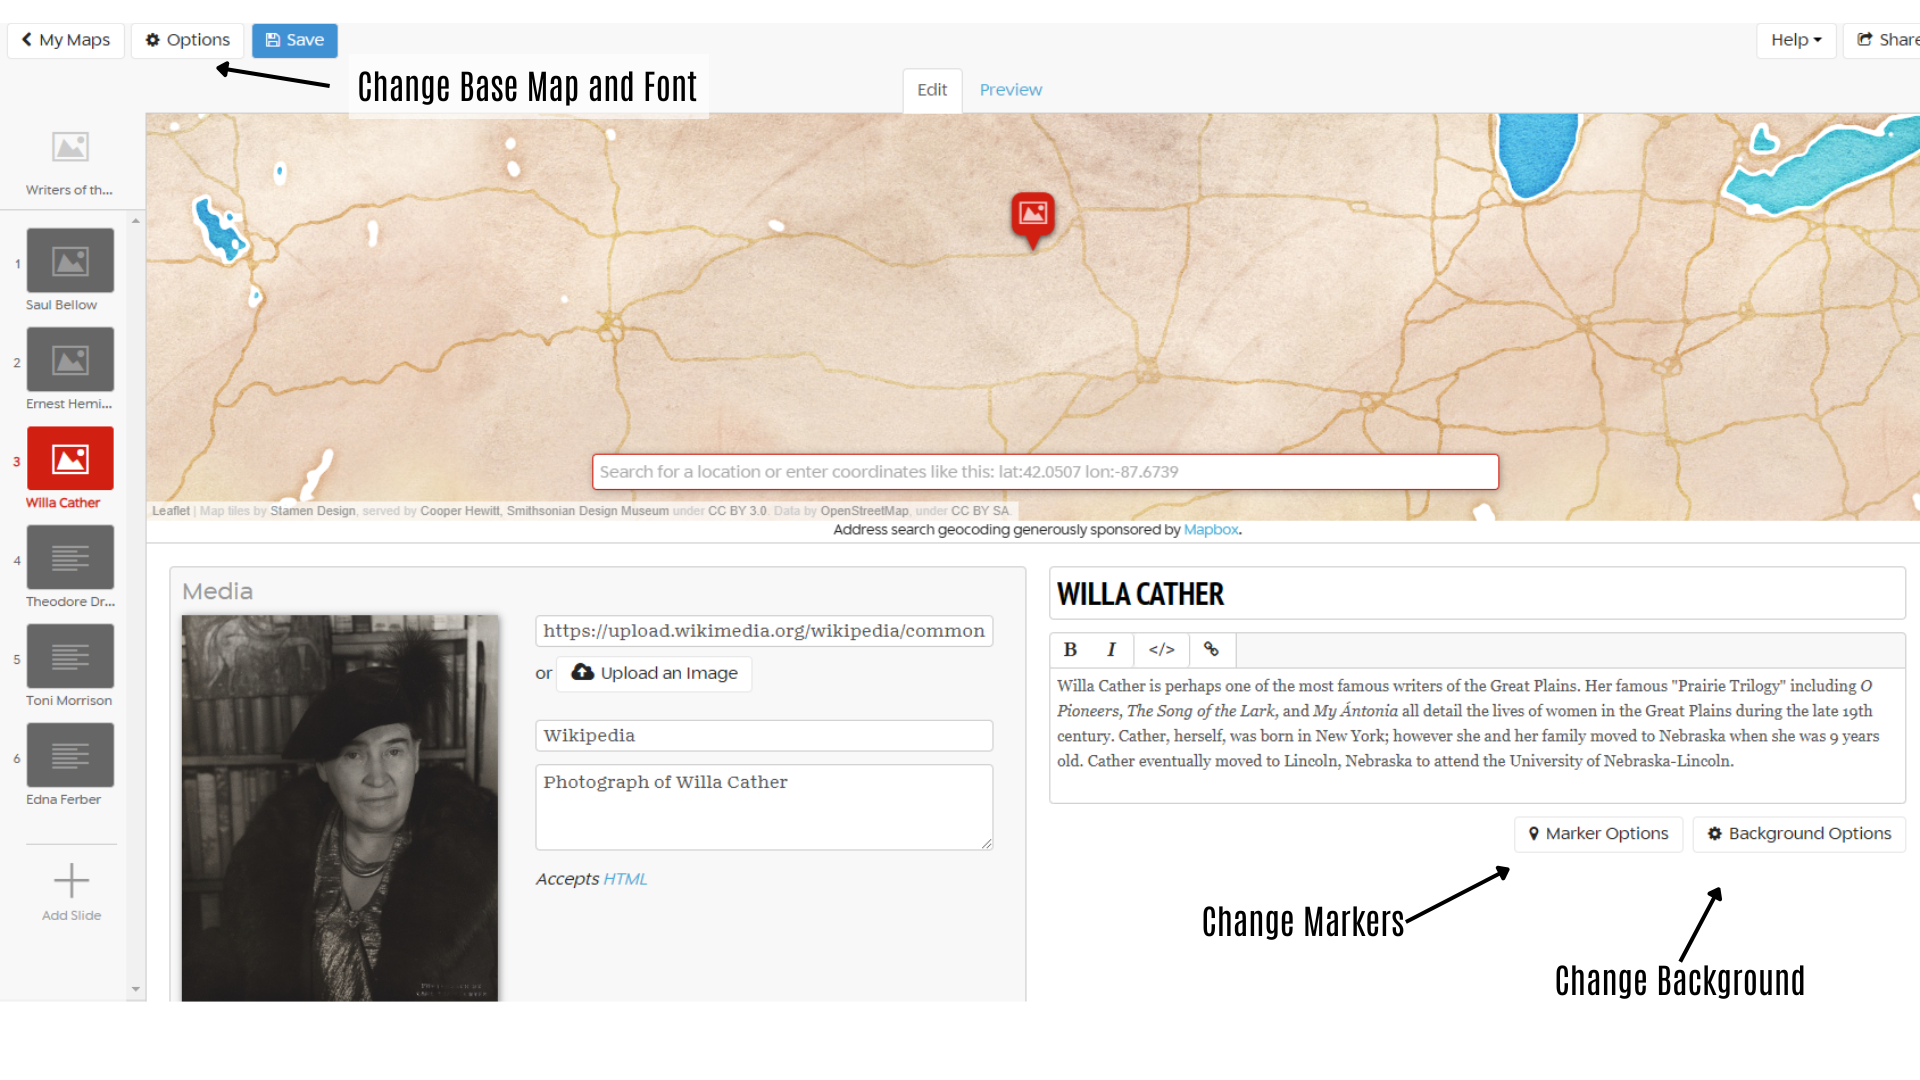 My Maps
Options
Save
Help
Share
Change Base Map and Font
Edit
Preview
Writers of th...
1
Saul Bellow
2
Ernest Hemi...
3
Willa Cather
4
Theodore Dr...
5
Toni Morrison
6
Edna Ferber
Add Slide
Search for a location or enter coordinates like this: lat:42.0507 lon:-87.6739
Leaflet | Map tiles by Stamen Design, served by Cooper Hewitt, Smithsonian Design Museum under CC BY 3.0. Data by OpenStreetMap, under CC BY SA.
Address search geocoding generously sponsored by Mapbox.
Media
https://upload.wikimedia.org/wikipedia/common
or Upload an Image
Wikipedia
Photograph of Willa Cather
Accepts HTML
WILLA CATHER
B I </>
Willa Cather is perhaps one of the most famous writers of the Great Plains. Her famous "Prairie Trilogy" including O
Pioneers, The Song of the Lark, and My Ántonia all detail the lives of women in the Great Plains during the late 19th
century. Cather, herself, was born in New York; however she and her family moved to Nebraska when she was 9 years
old. Cather eventually moved to Lincoln, Nebraska to attend the University of Nebraska-Lincoln.
Marker Options
Background Options
Change Markers
Change Background